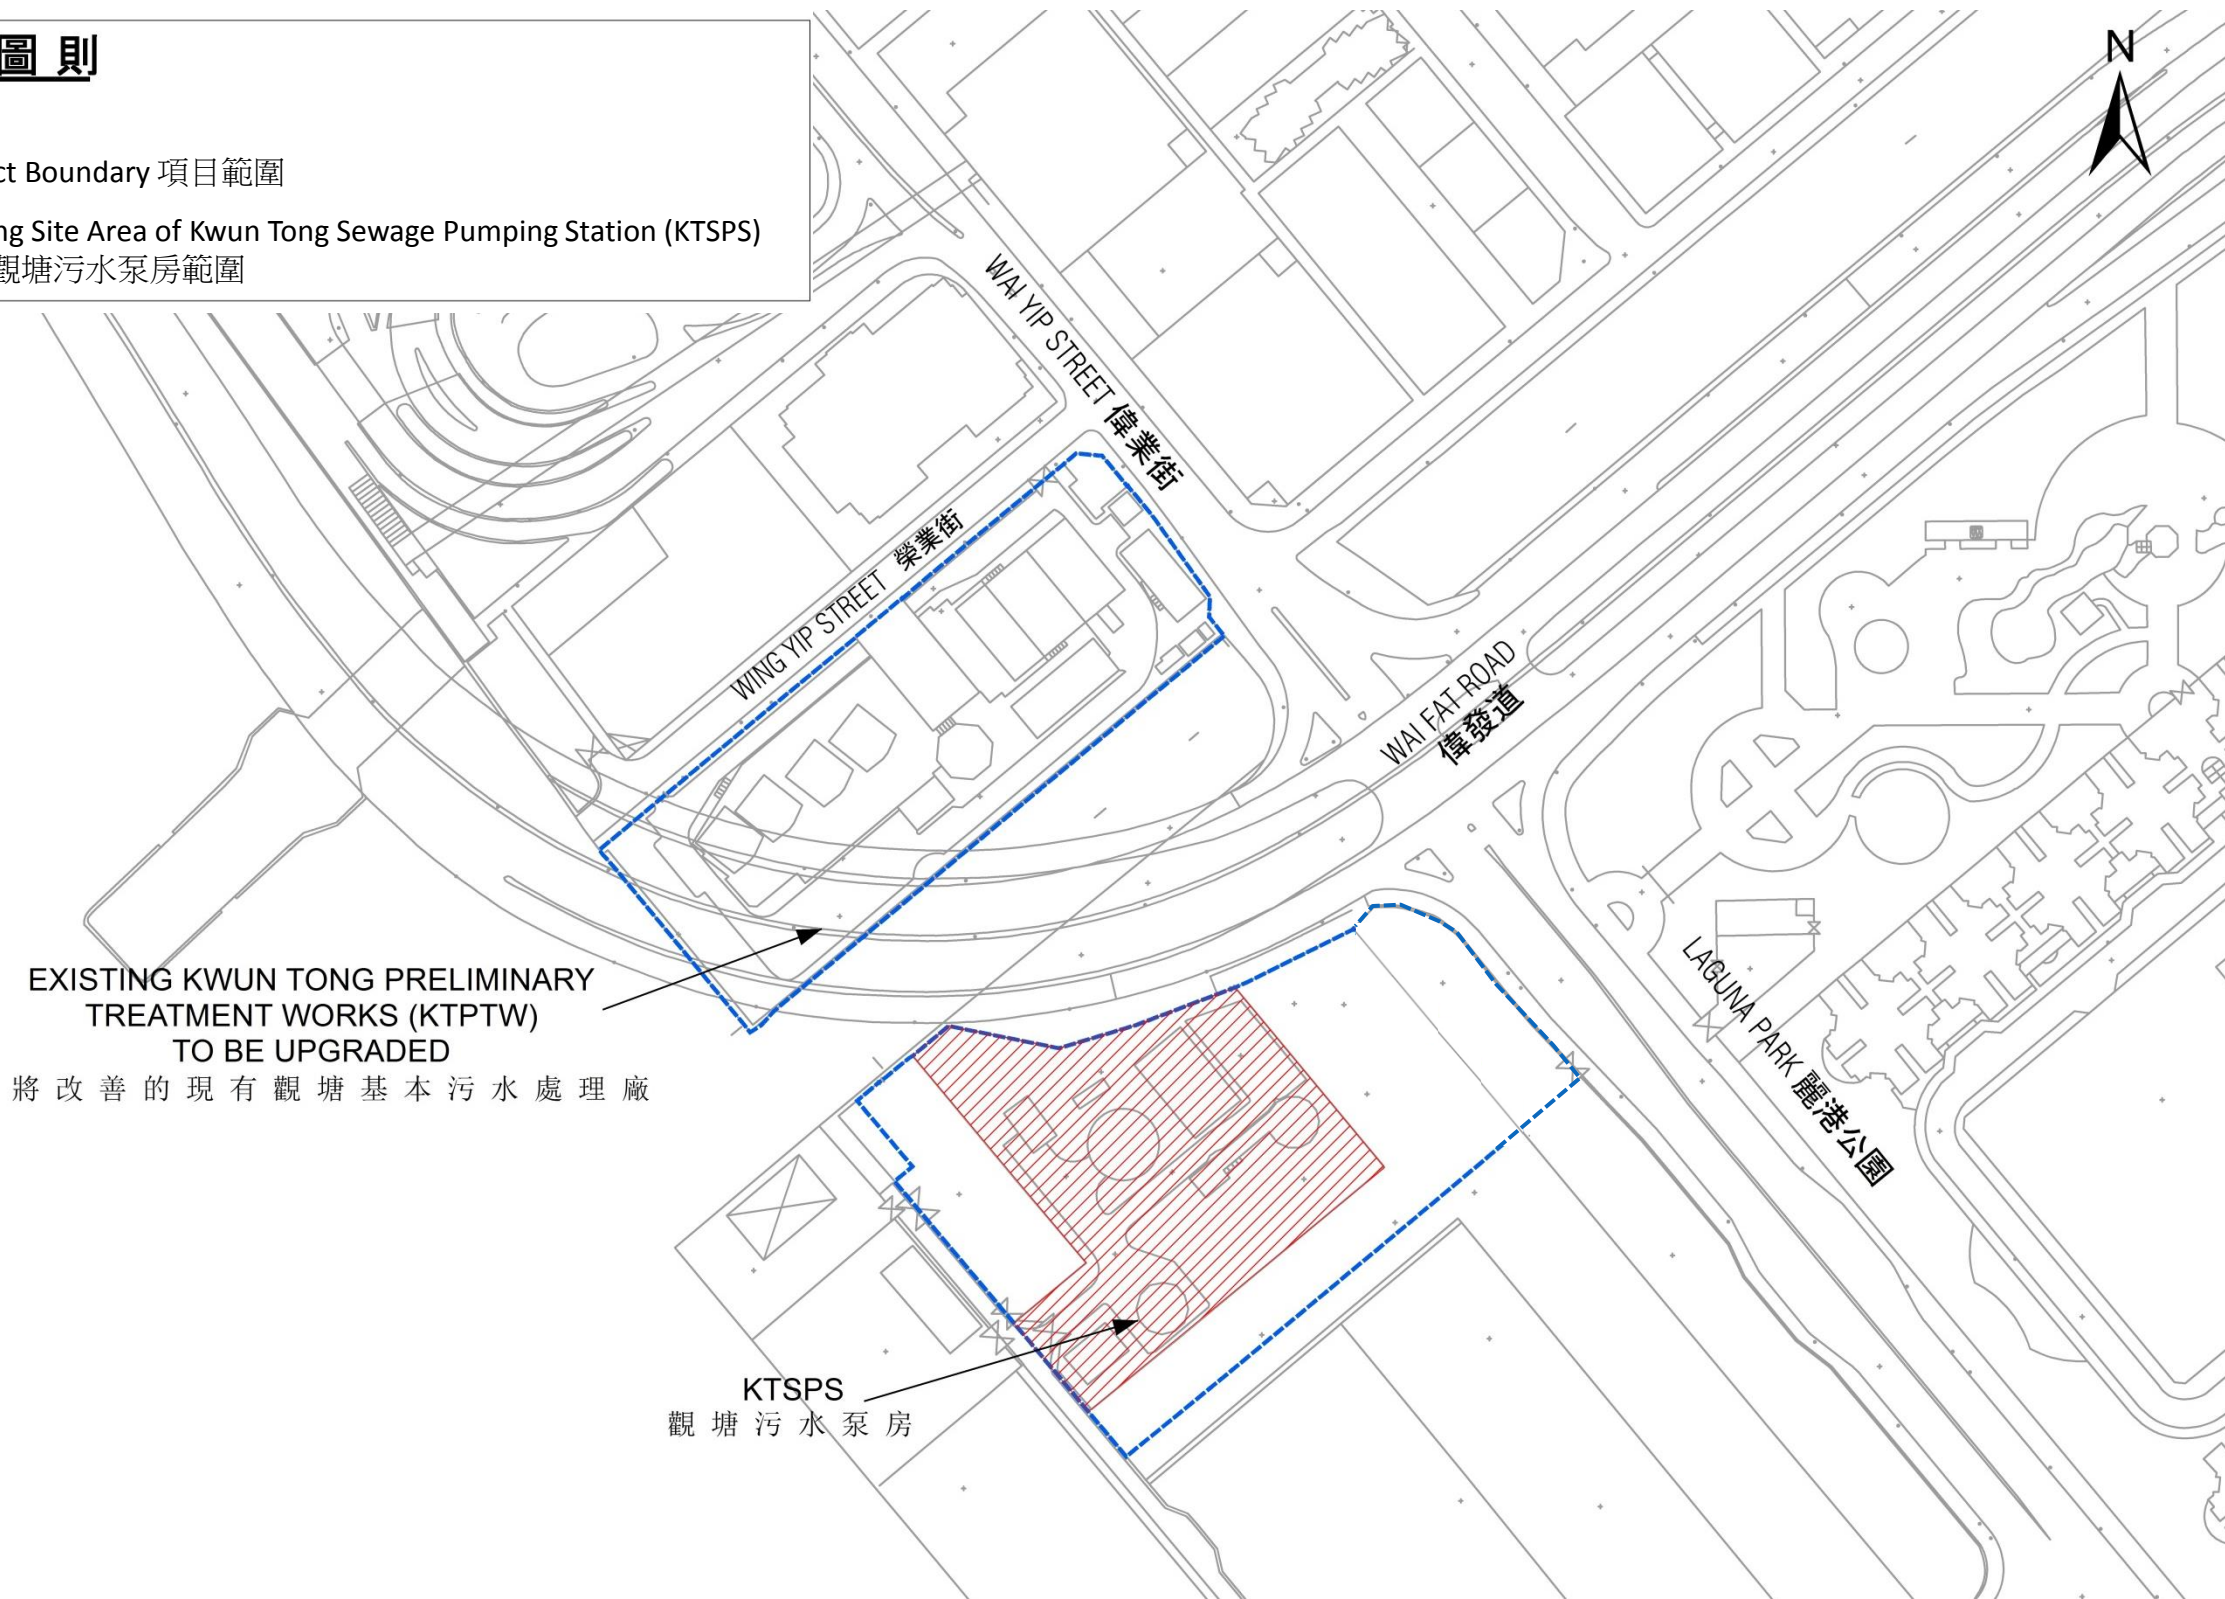 圖 則
ct Boundary 項目範圍
ng Site Area of Kwun Tong Sewage Pumping Station (KTSPS)
觀塘污水泵房範圍
N
WAI YIP STREET 偉業街
WING YIP STREET 榮業街
WAI FAT ROAD
偉發道
LAGUNA PARK 麗港公園
EXISTING KWUN TONG PRELIMINARY
TREATMENT WORKS (KTPTW)
TO BE UPGRADED
將改善的現有觀塘基本污水處理廠
KTSPS
觀塘污水泵房